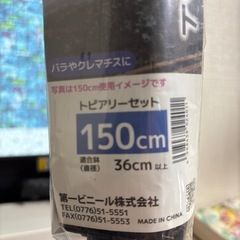 バラやクレマチスに
写真は150cm使用イメージです
トピアリーセット
150cm
適合鉢
(直径)
36cm以上
第一ビニール株式会社
TEL(0776)51-5551
FAX(0776)51-5553
MADE IN CHINA